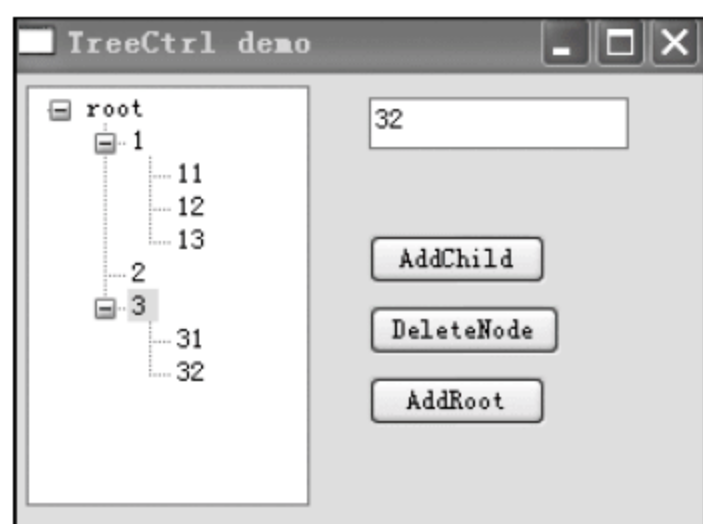 TreeCtrl demo
root
1
11
12
13
2
3
31
32
32
AddChild
DeleteNode
AddRoot